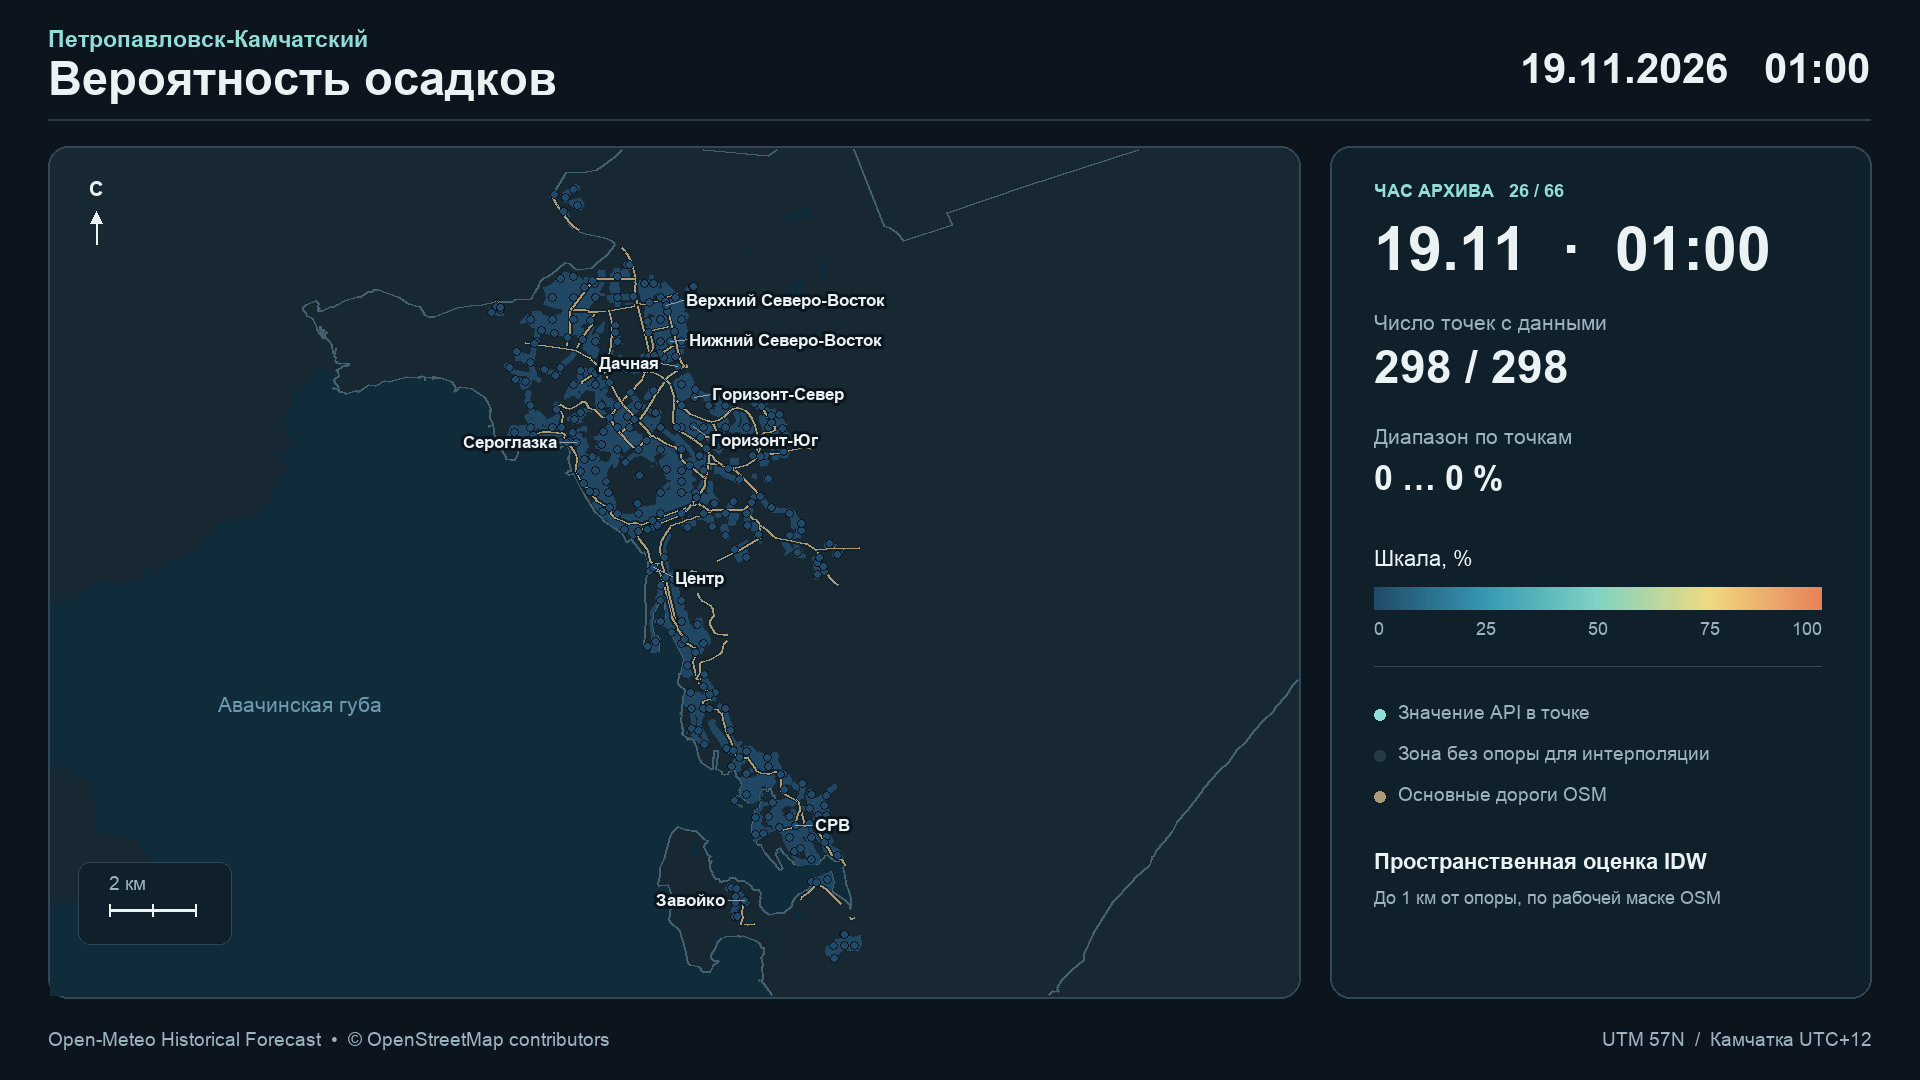 Петропавловск-Камчатский
Вероятность осадков
19.11.2026 01:00
С
Верхний Северо-Восток
Нижний Северо-Восток
Дачная
Горизонт-Север
Горизонт-Юг
Сероглазка
Центр
Авачинская губа
СРВ
Завойко
2 км
ЧАС АРХИВА 26 / 66
19.11 · 01:00
Число точек с данными
298 / 298
Диапазон по точкам
0 … 0 %
Шкала, %
0 25 50 75 100
Значение API в точке
Зона без опоры для интерполяции
Основные дороги OSM
Пространственная оценка IDW
До 1 км от опоры, по рабочей маске OSM
Open-Meteo Historical Forecast • © OpenStreetMap contributors
UTM 57N / Камчатка UTC+12